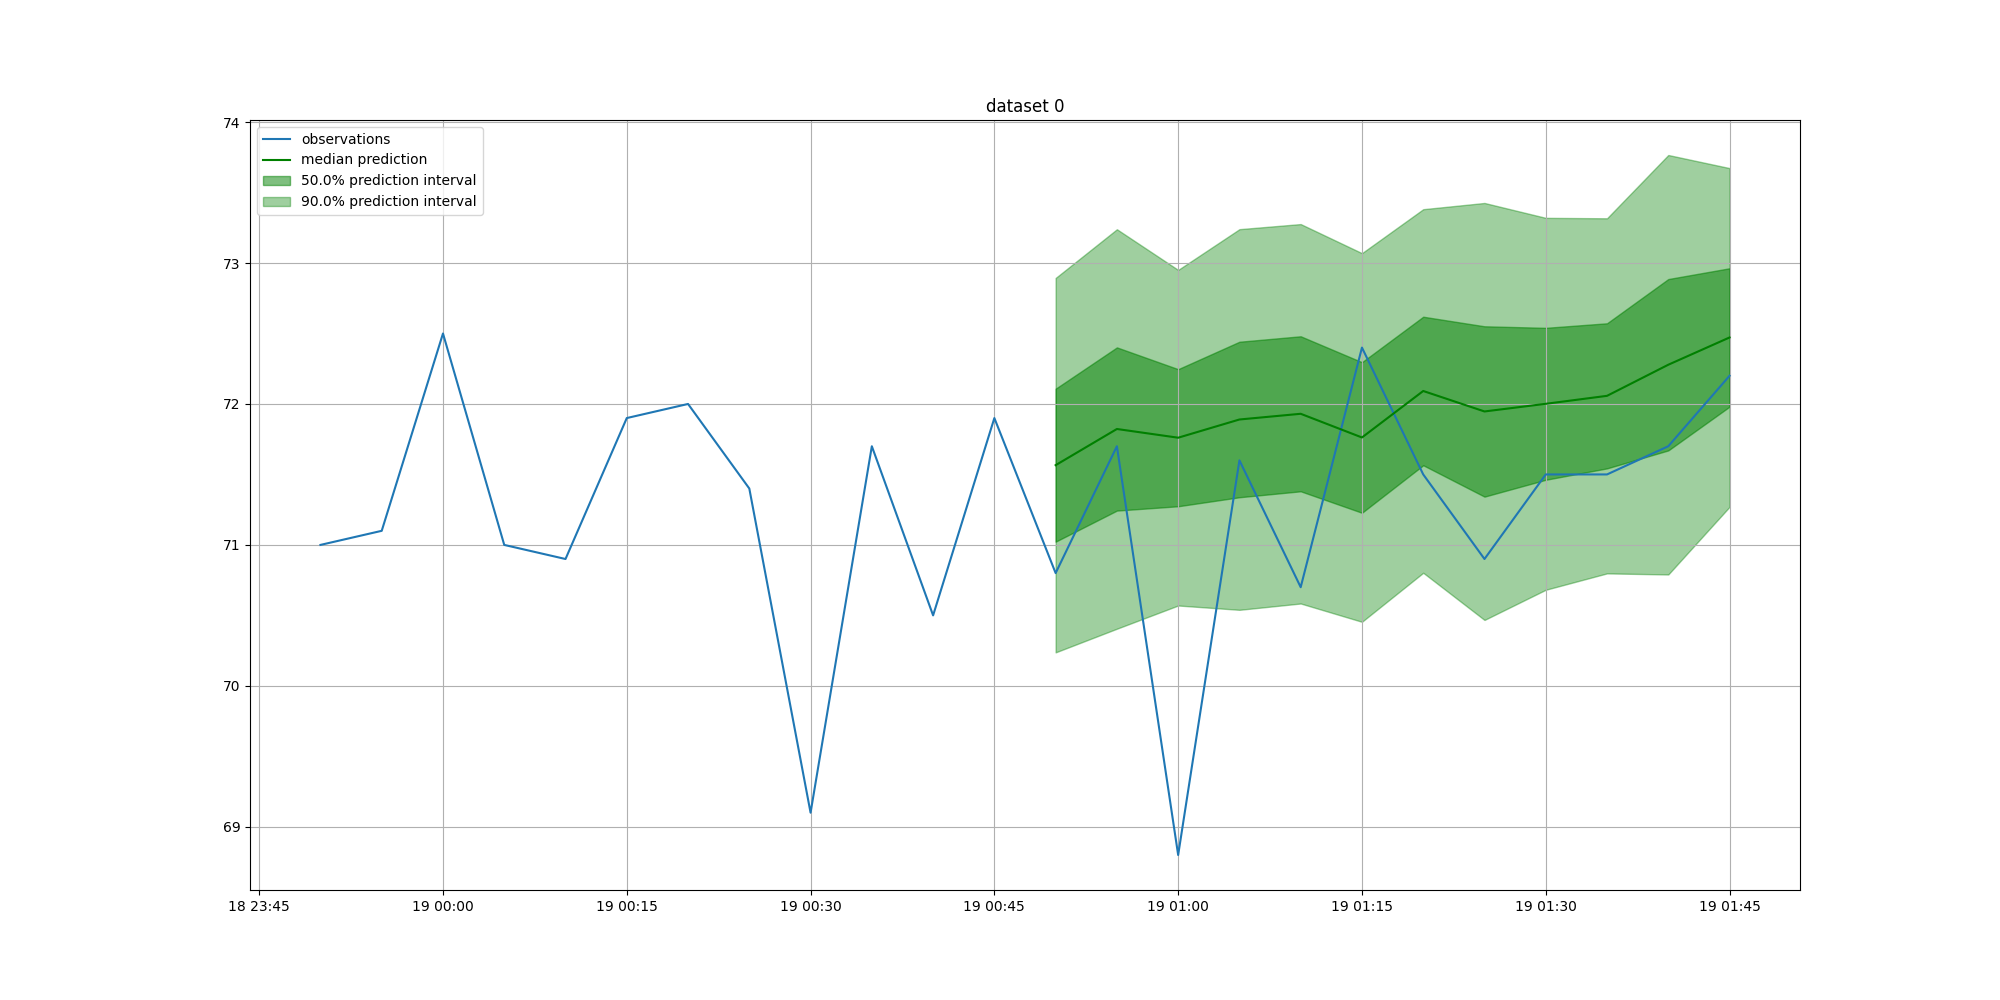 dataset 0
74
73
72
71
70
69
observations
median prediction
50.0% prediction interval
90.0% prediction interval
18 23:45 19 00:00 19 00:15 19 00:30 19 00:45 19 01:00 19 01:15 19 01:30 19 01:45